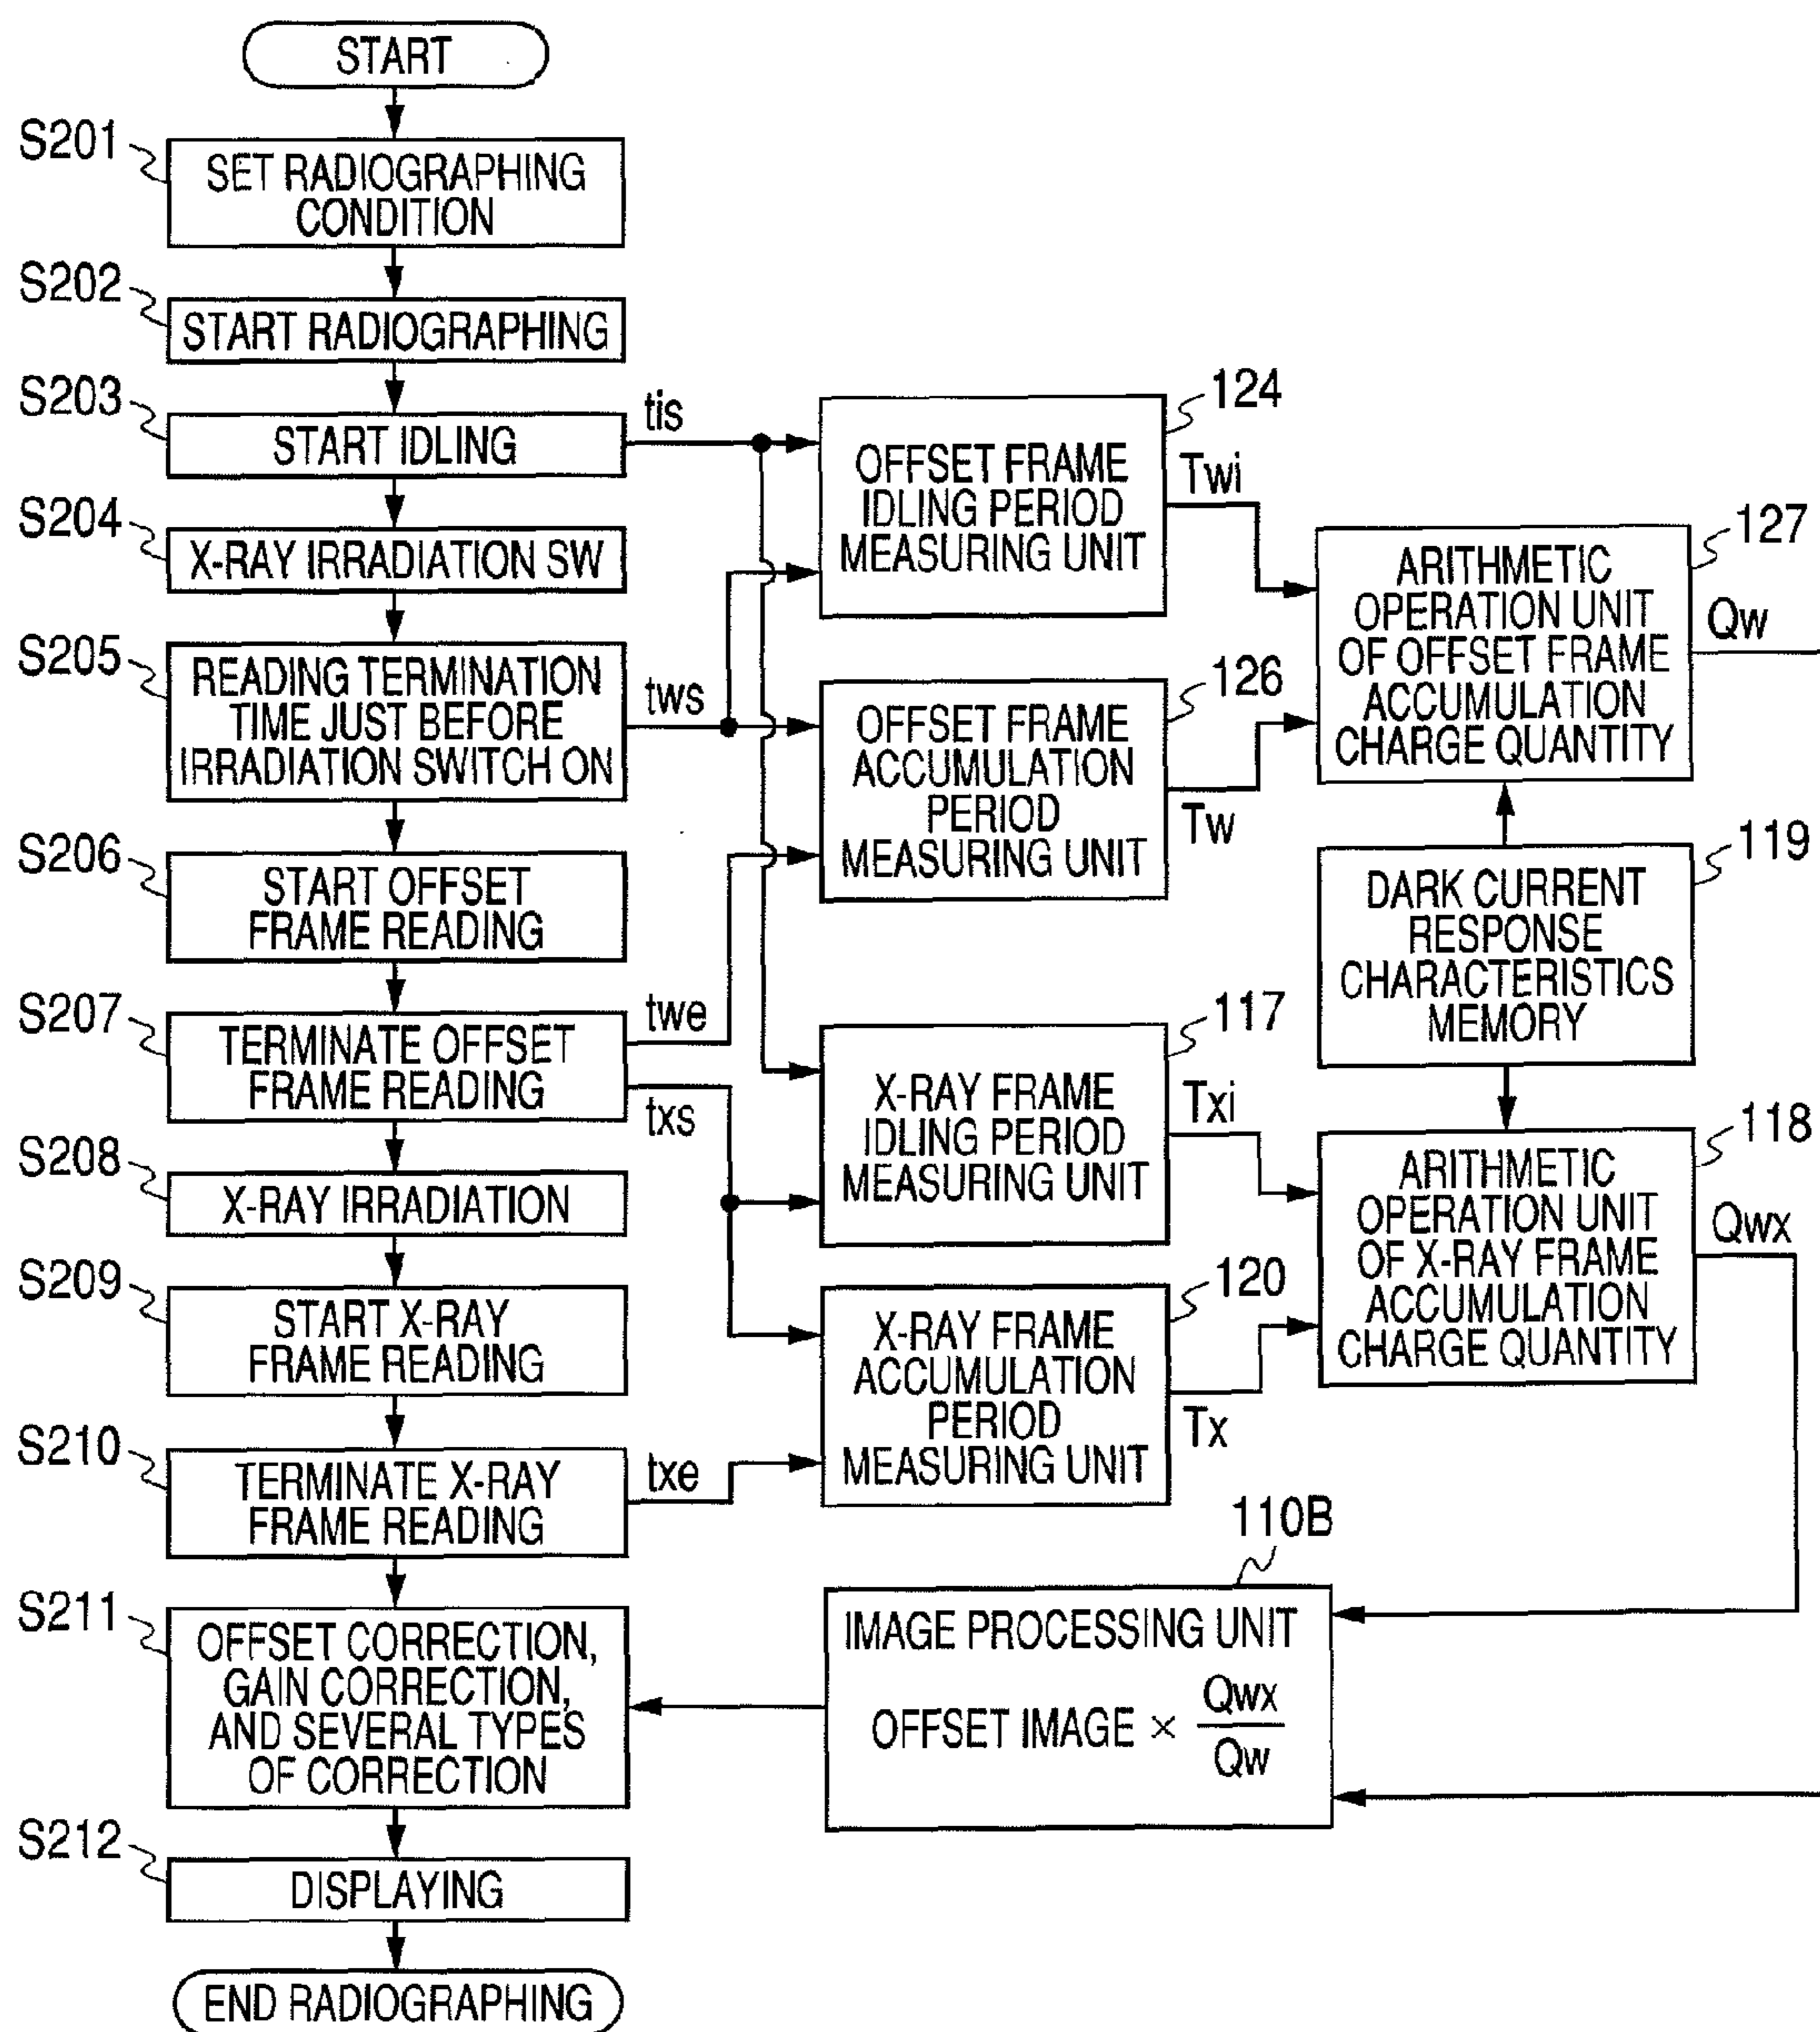 START
S201
SET RADIOGRAPHING
CONDITION
S202
START RADIOGRAPHING
S203
START IDLING
tis
S204
X-RAY IRRADIATION SW
S205
READING TERMINATION
TIME JUST BEFORE
IRRADIATION SWITCH ON
tws
S206
START OFFSET
FRAME READING
S207
TERMINATE OFFSET
FRAME READING
twe
txs
S208
X-RAY IRRADIATION
S209
START X-RAY
FRAME READING
S210
TERMINATE X-RAY
FRAME READING
txe
S211
OFFSET CORRECTION,
GAIN CORRECTION,
AND SEVERAL TYPES
OF CORRECTION
S212
DISPLAYING
END RADIOGRAPHING
124
OFFSET FRAME
IDLING PERIOD
MEASURING UNIT
Twi
126
OFFSET FRAME
ACCUMULATION
PERIOD
MEASURING UNIT
Tw
117
X-RAY FRAME
IDLING PERIOD
MEASURING UNIT
Txi
120
X-RAY FRAME
ACCUMULATION
PERIOD
MEASURING UNIT
Tx
127
ARITHMETIC
OPERATION UNIT
OF OFFSET FRAME
ACCUMULATION
CHARGE QUANTITY
Qw
119
DARK CURRENT
RESPONSE
CHARACTERISTICS
MEMORY
118
ARITHMETIC
OPERATION UNIT
OF X-RAY FRAME
ACCUMULATION
CHARGE QUANTITY
Qwx
110B
IMAGE PROCESSING UNIT
OFFSET IMAGE × Qwx
Qw